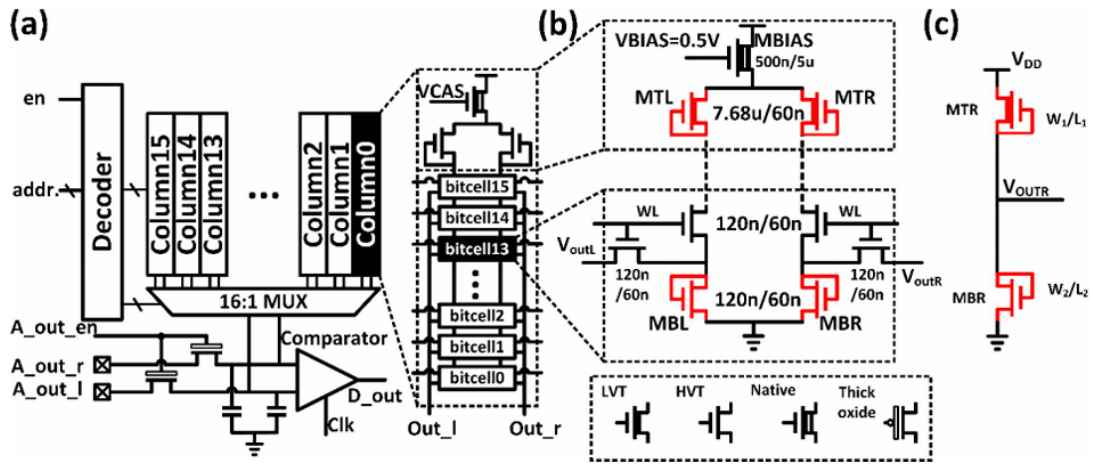 (a)
en
addr.
Decoder
Column15
Column14
Column13
...
Column2
Column1
Column0
16:1 MUX
A_out_en
A_out_r
A_out_l
Comparator
D_out
Clk
VCAS
bitcell15
bitcell14
bitcell13
bitcell2
bitcell1
bitcell0
Out_l
Out_r
(b)
VBIAS=0.5V
MBIAS
500n/5u
MTL
MTR
7.68u/60n
WL
120n/60n
WL
VoutL
120n
/60n
120n
/60n
VoutR
120n/60n
MBL
MBR
LVT
HVT
Native
Thick
oxide
(c)
VDD
MTR
W1/L1
VOUTR
MBR
W2/L2